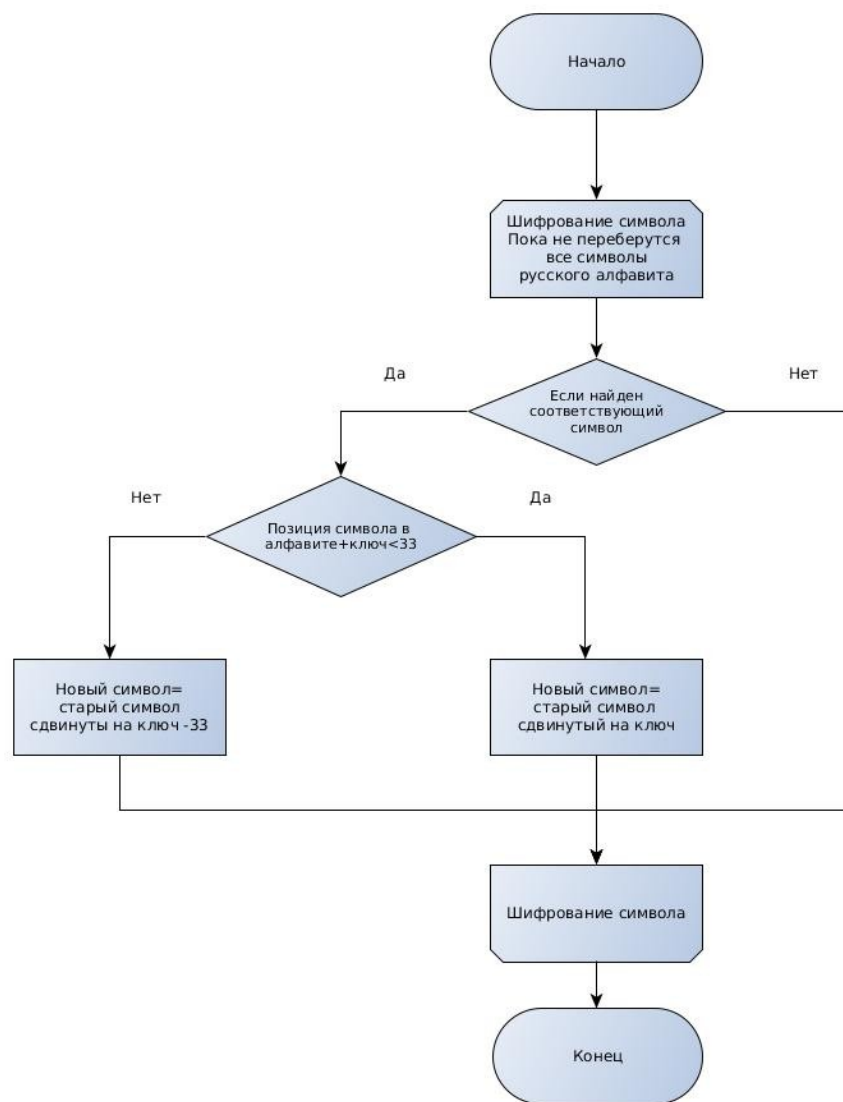 Начало
Шифрование символа
Пока не переберутся
все символы
русского алфавита
Да
Нет
Если найден
соответствующий
символ
Нет
Да
Позиция символа в
алфавите+ключ<33
Новый символ=
старый символ
сдвинуты на ключ -33
Новый символ=
старый символ
сдвинутый на ключ
Шифрование символа
Конец